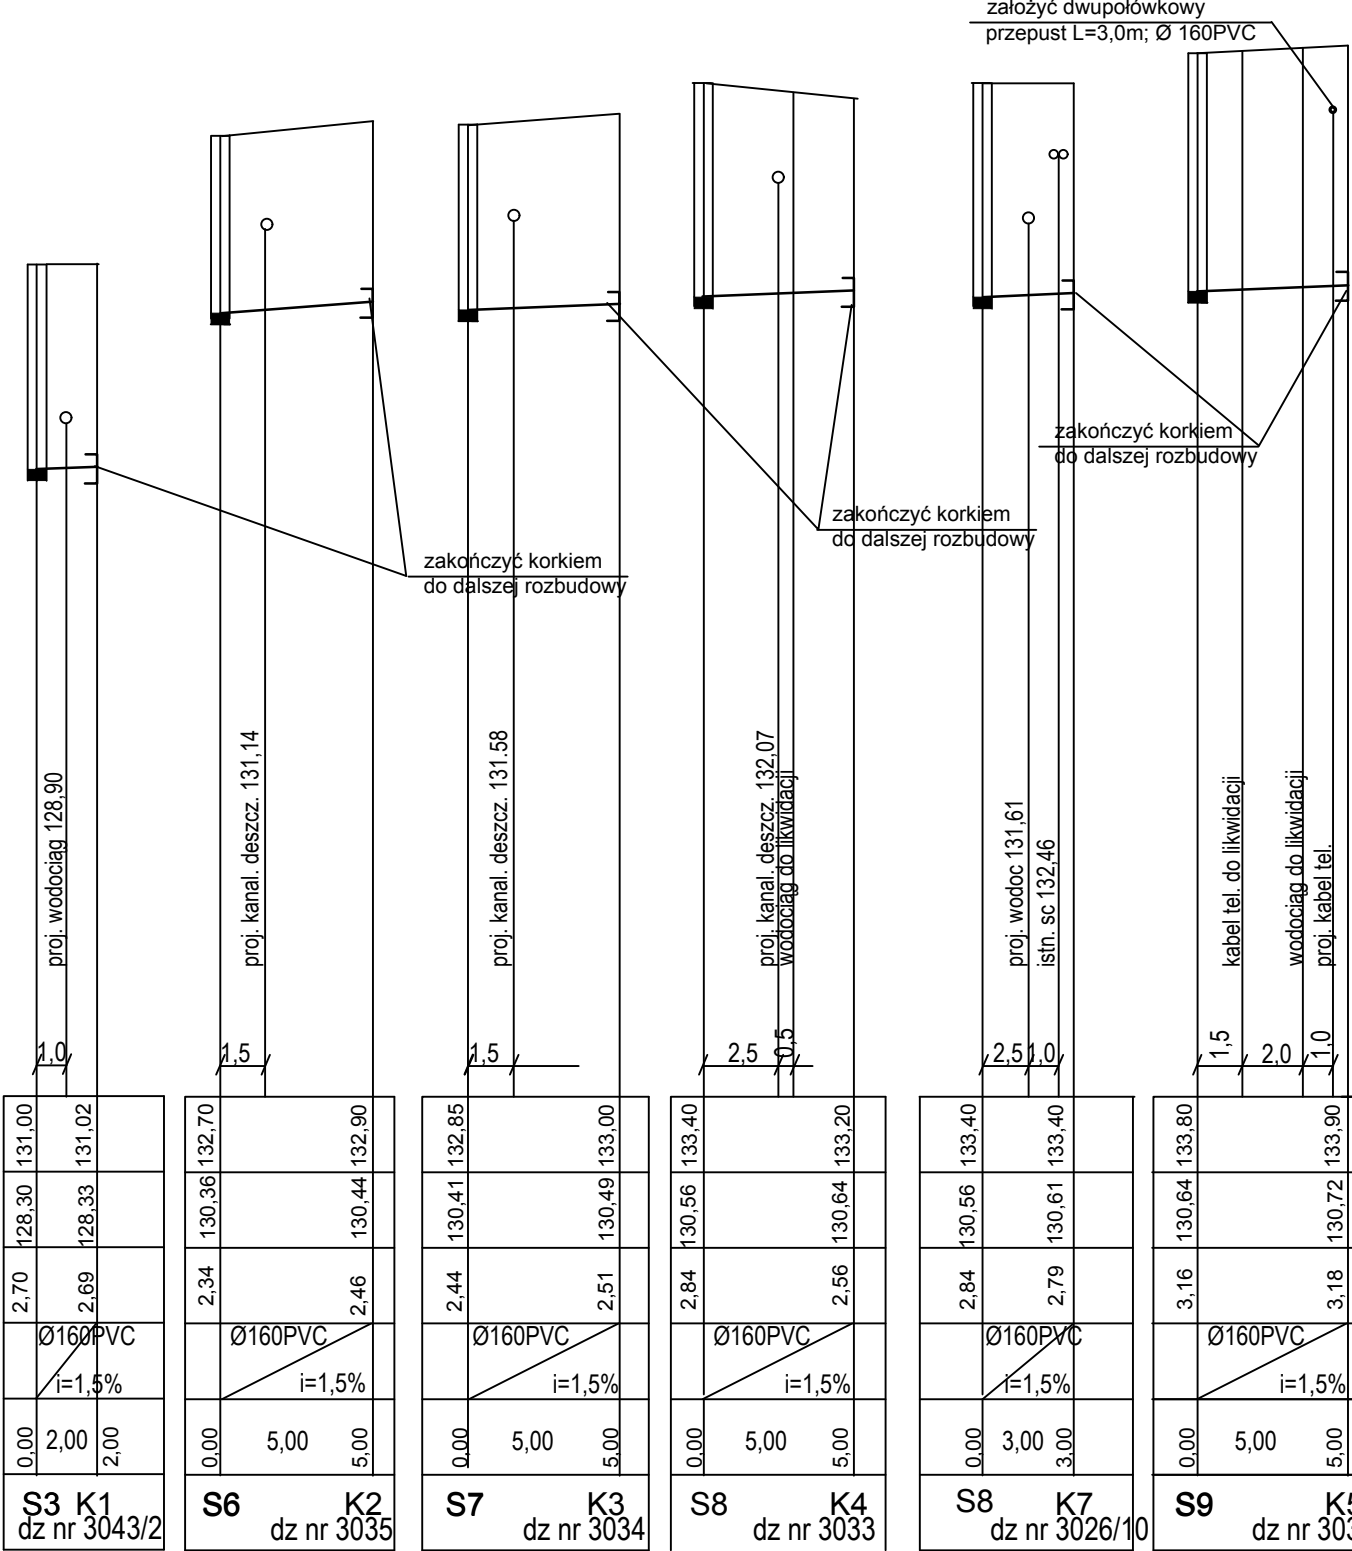 założyć dwupołówkowy
przepust L=3,0m; Ø 160PVC
zakończyć korkiem
do dalszej rozbudowy
zakończyć korkiem
do dalszej rozbudowy
zakończyć korkiem
do dalszej rozbudowy
proj. wodociąg 128,90
proj. kanal. deszcz. 131,14
proj. kanal. deszcz. 131.58
proj. kanal. deszcz. 132,07
wodociąg do likwidacji
proj. wodoc 131,61
istn. sc 132,46
kabel tel. do likwidacji
wodociąg do likwidacji
proj. kabel tel.
1,0 1,5 1,5 2,5 0,5 2,5 1,0 1,5 2,0 1,0
131,00 131,02 132,70 132,90 132,85 133,00 133,40 133,20 133,40 133,40 133,80 133,90
128,30 128,33 130,36 130,44 130,41 130,49 130,56 130,64 130,56 130,61 130,64 130,72
2,70 2,69 2,34 2,46 2,44 2,51 2,84 2,56 2,84 2,79 3,16 3,18
Ø160PVC Ø160PVC Ø160PVC Ø160PVC Ø160PVC Ø160PVC
i=1,5% i=1,5% i=1,5% i=1,5% i=1,5% i=1,5%
0,00 2,00 2,00 0,00 5,00 5,00 0,00 5,00 5,00 0,00 5,00 5,00 0,00 3,00 3,00 0,00 5,00 5,00
S3 K1 S6 K2 S7 K3 S8 K4 S8 K7 S9
dz nr 3043/2 dz nr 3035 dz nr 3034 dz nr 3033 dz nr 3026/10 dz nr